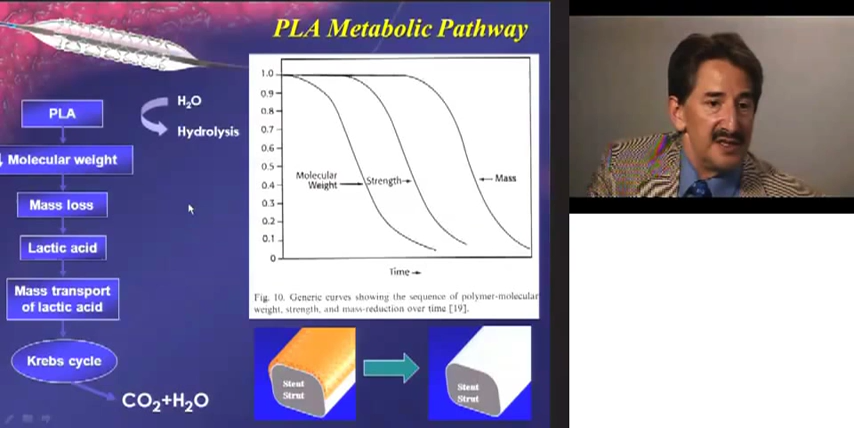 PLA Metabolic Pathway
PLA
H₂O
Hydrolysis
Molecular weight
Mass loss
Lactic acid
Mass transport
of lactic acid
Krebs cycle
CO₂+H₂O
1.0
0.9
0.8
0.7
0.6
0.5
0.4
0.3
0.2
0.1
0
Molecular
Weight
Strength
Mass
Time
Fig. 10. Generic curves showing the sequence of polymer-molecular
weight, strength, and mass-reduction over time [19].
Stent
Strut
Stent
Strut